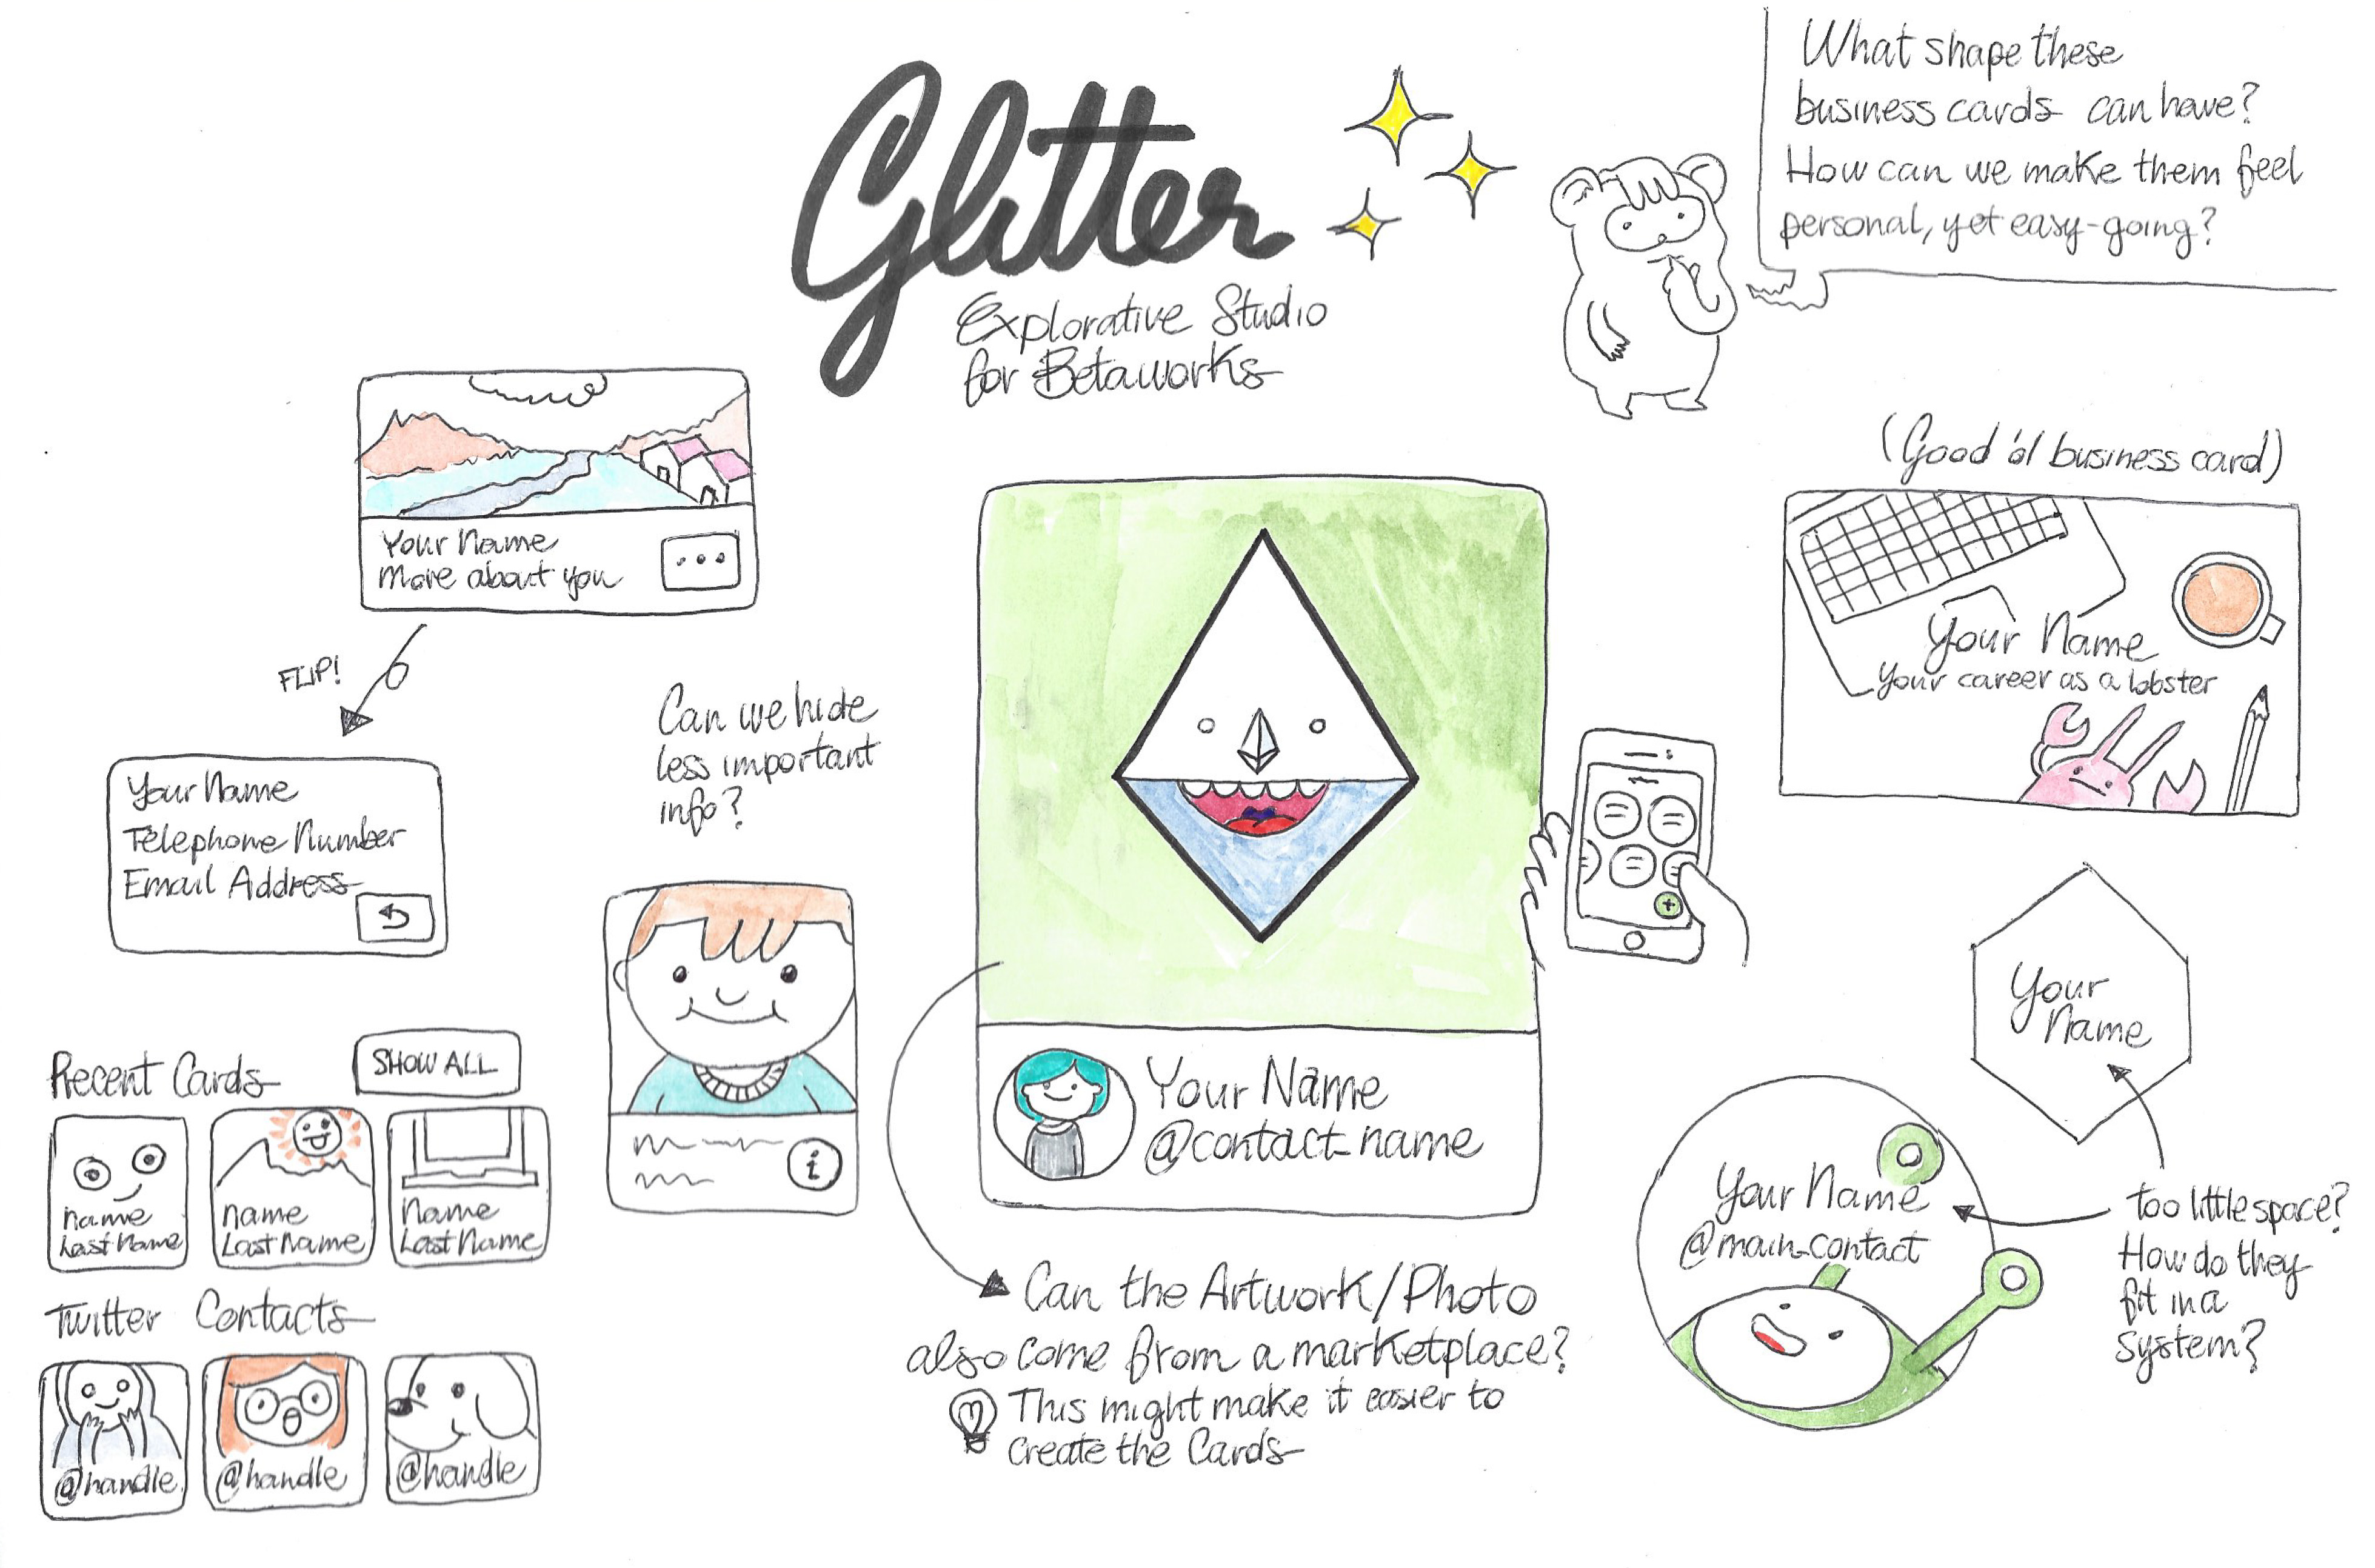 Glitter
Explorative Studio
for Betaworks
What shape these
business cards can have?
How can we make them feel
personal, yet easy-going?
Your Name
More about you
FLIP!
Your Name
Telephone Number
Email Address
Can we hide
less important
info?
(Good 'ol business card)
Your Name
Your career as a lobster
Your
Name
Your Name
@main_contact
Too little space?
How do they
fit in a
system?
i
Your Name
@contact_name
Can the Artwork/Photo
also come from a marketplace?
This might make it easier to
create the Cards
Recent Cards
SHOW ALL
Name
Last Name
Name
Last Name
Name
Last Name
Twitter Contacts
@handle
@handle
@handle